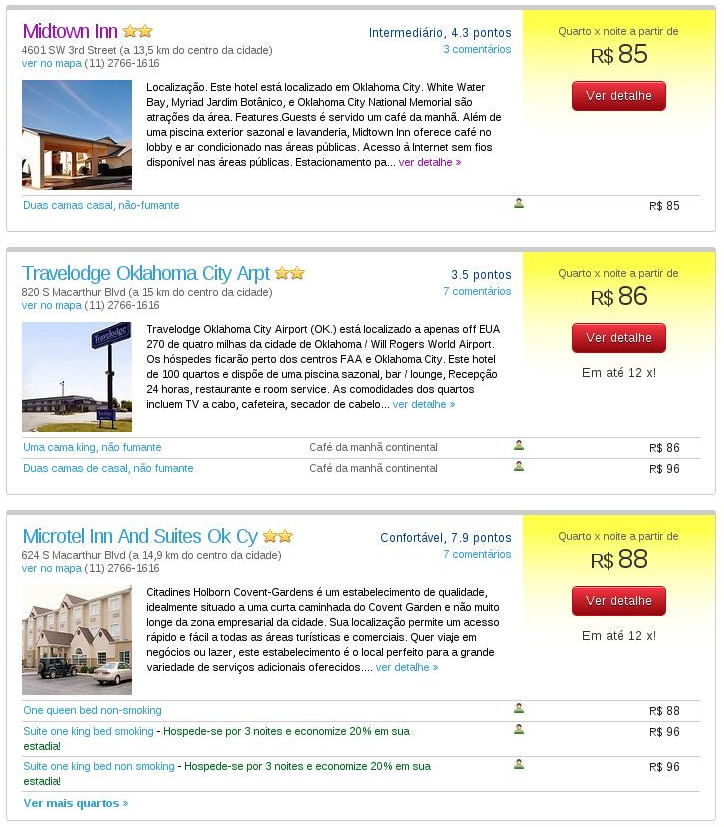 Midtown Inn
Intermediário, 4.3 pontos
4601 SW 3rd Street (a 13,5 km do centro da cidade)
3 comentários
ver no mapa (11) 2766-1616
Quarto x noite a partir de
R$ 85
Ver detalhe
Localização. Este hotel está localizado em Oklahoma City. White Water
Bay, Myriad Jardim Botânico, e Oklahoma City National Memorial são
atrações da área. Features.Guests é servido um café da manhã. Além de
uma piscina exterior sazonal e lavanderia, Midtown Inn oferece café no
lobby e ar condicionado nas áreas públicas. Acesso à Internet sem fios
disponível nas áreas públicas. Estacionamento pa... ver detalhe »
Duas camas casal, não-fumante R$ 85
Travelodge Oklahoma City Arpt
3.5 pontos
820 S Macarthur Blvd (a 15 km do centro da cidade)
7 comentários
ver no mapa (11) 2766-1616
Quarto x noite a partir de
R$ 86
Ver detalhe
Em até 12 x!
Travelodge
Travelodge Oklahoma City Airport (OK.) está localizado a apenas off EUA
270 de quatro milhas da cidade de Oklahoma / Will Rogers World Airport.
Os hóspedes ficarão perto dos centros FAA e Oklahoma City. Este hotel
de 100 quartos e dispõe de uma piscina sazonal, bar / lounge, Recepção
24 horas, restaurante e room service. As comodidades dos quartos
incluem TV a cabo, cafeteira, secador de cabelo... ver detalhe »
Uma cama king, não fumante Café da manhã continental R$ 86
Duas camas de casal, não fumante Café da manhã continental R$ 96
Microtel Inn And Suites Ok Cy
Confortável, 7.9 pontos
624 S Macarthur Blvd (a 14,9 km do centro da cidade)
7 comentários
ver no mapa (11) 2766-1616
Quarto x noite a partir de
R$ 88
Ver detalhe
Em até 12 x!
Citadines Holborn Covent-Gardens é um estabelecimento de qualidade,
idealmente situado a uma curta caminhada do Covent Garden e não muito
longe da zona empresarial da cidade. Sua localização permite um acesso
rápido e fácil a todas as áreas turísticas e comerciais. Quer viaje em
negócios ou lazer, este estabelecimento é o local perfeito para a grande
variedade de serviços adicionais oferecidos.... ver detalhe »
One queen bed non-smoking R$ 88
Suite one king bed smoking - Hospede-se por 3 noites e economize 20% em sua R$ 96
estadia!
Suite one king bed non smoking - Hospede-se por 3 noites e economize 20% em sua R$ 96
estadia!
Ver mais quartos »